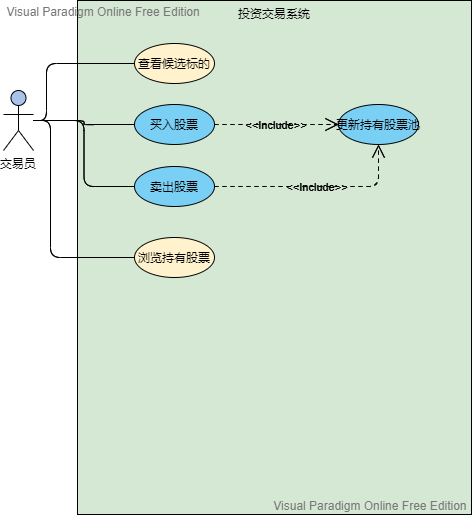 Visual Paradigm Online Free Edition
投资交易系统
查看候选标的
买入股票
<<Include>>
更新持有股票池
交易员
卖出股票
<<Include>>
浏览持有股票
Visual Paradigm Online Free Edition